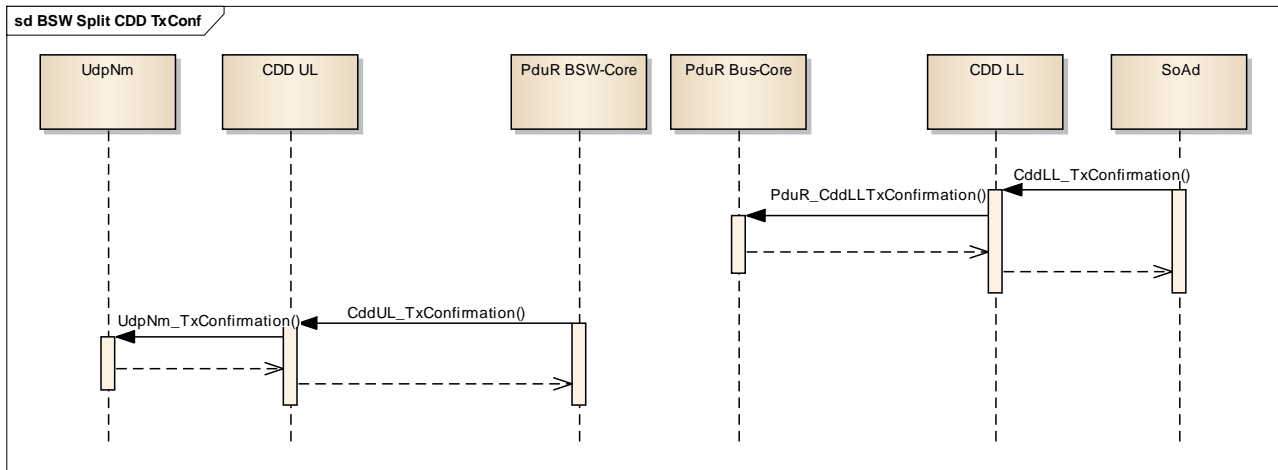 sd BSW Split CDD TxConf
UdpNm
CDD UL
PduR BSW-Core
PduR Bus-Core
CDD LL
SoAd
CddLL_TxConfirmation()
PduR_CddLLTxConfirmation()
CddUL_TxConfirmation()
UdpNm_TxConfirmation()